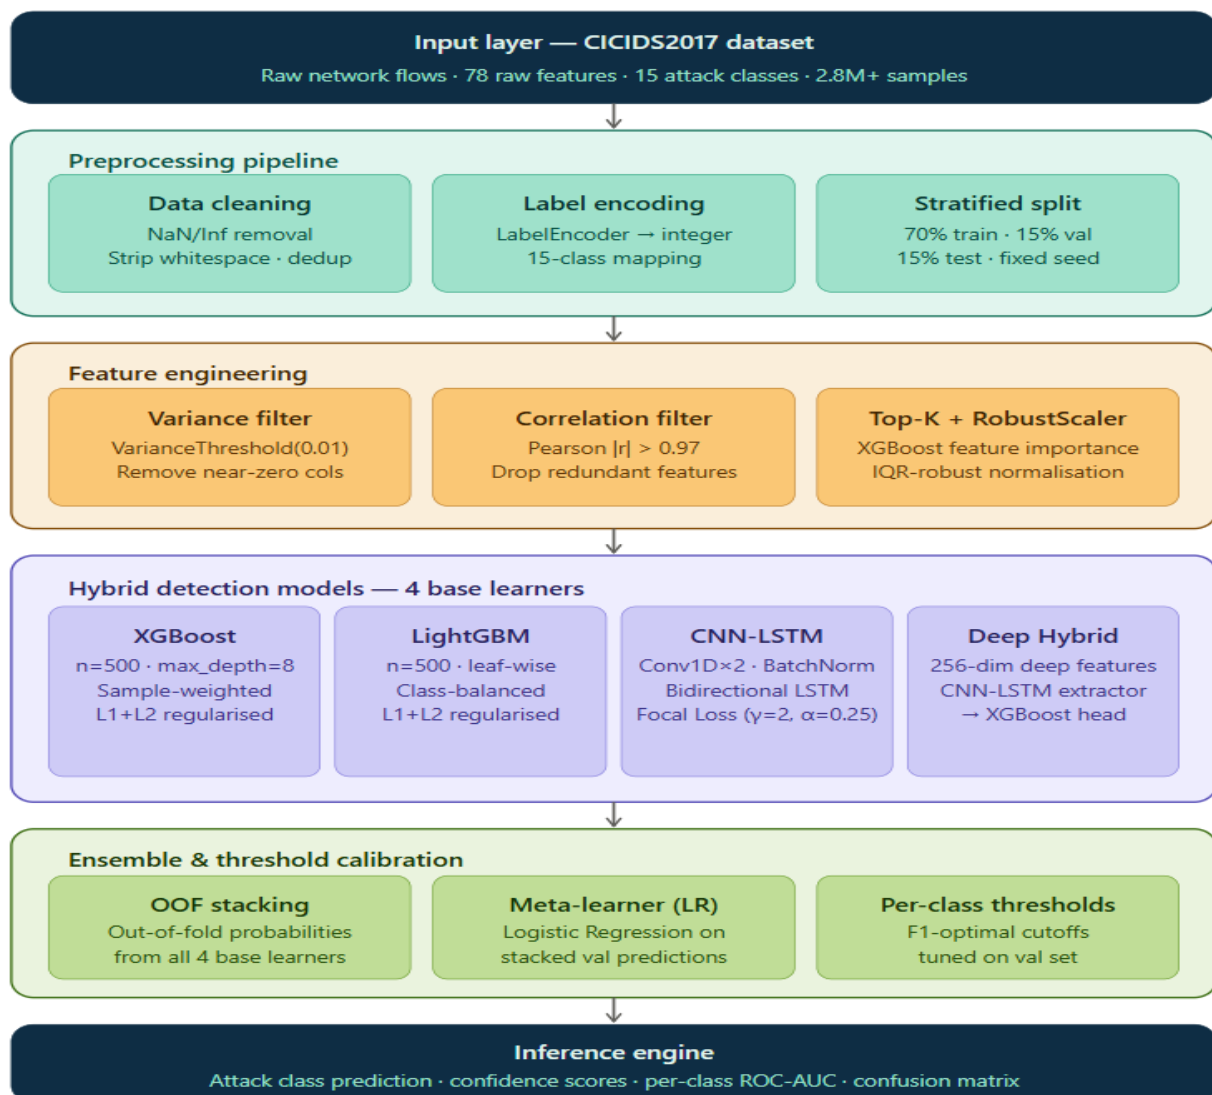 Input layer — CICIDS2017 dataset
Raw network flows · 78 raw features · 15 attack classes · 2.8M+ samples
Preprocessing pipeline
Data cleaning
NaN/Inf removal
Strip whitespace · dedup
Label encoding
LabelEncoder → integer
15-class mapping
Stratified split
70% train · 15% val
15% test · fixed seed
Feature engineering
Variance filter
VarianceThreshold(0.01)
Remove near-zero cols
Correlation filter
Pearson |r| > 0.97
Drop redundant features
Top-K + RobustScaler
XGBoost feature importance
IQR-robust normalisation
Hybrid detection models — 4 base learners
XGBoost
n=500 · max_depth=8
Sample-weighted
L1+L2 regularised
LightGBM
n=500 · leaf-wise
Class-balanced
L1+L2 regularised
CNN-LSTM
Conv1D×2 · BatchNorm
Bidirectional LSTM
Focal Loss (γ=2, α=0.25)
Deep Hybrid
256-dim deep features
CNN-LSTM extractor
→ XGBoost head
Ensemble & threshold calibration
OOF stacking
Out-of-fold probabilities
from all 4 base learners
Meta-learner (LR)
Logistic Regression on
stacked val predictions
Per-class thresholds
F1-optimal cutoffs
tuned on val set
Inference engine
Attack class prediction · confidence scores · per-class ROC-AUC · confusion matrix